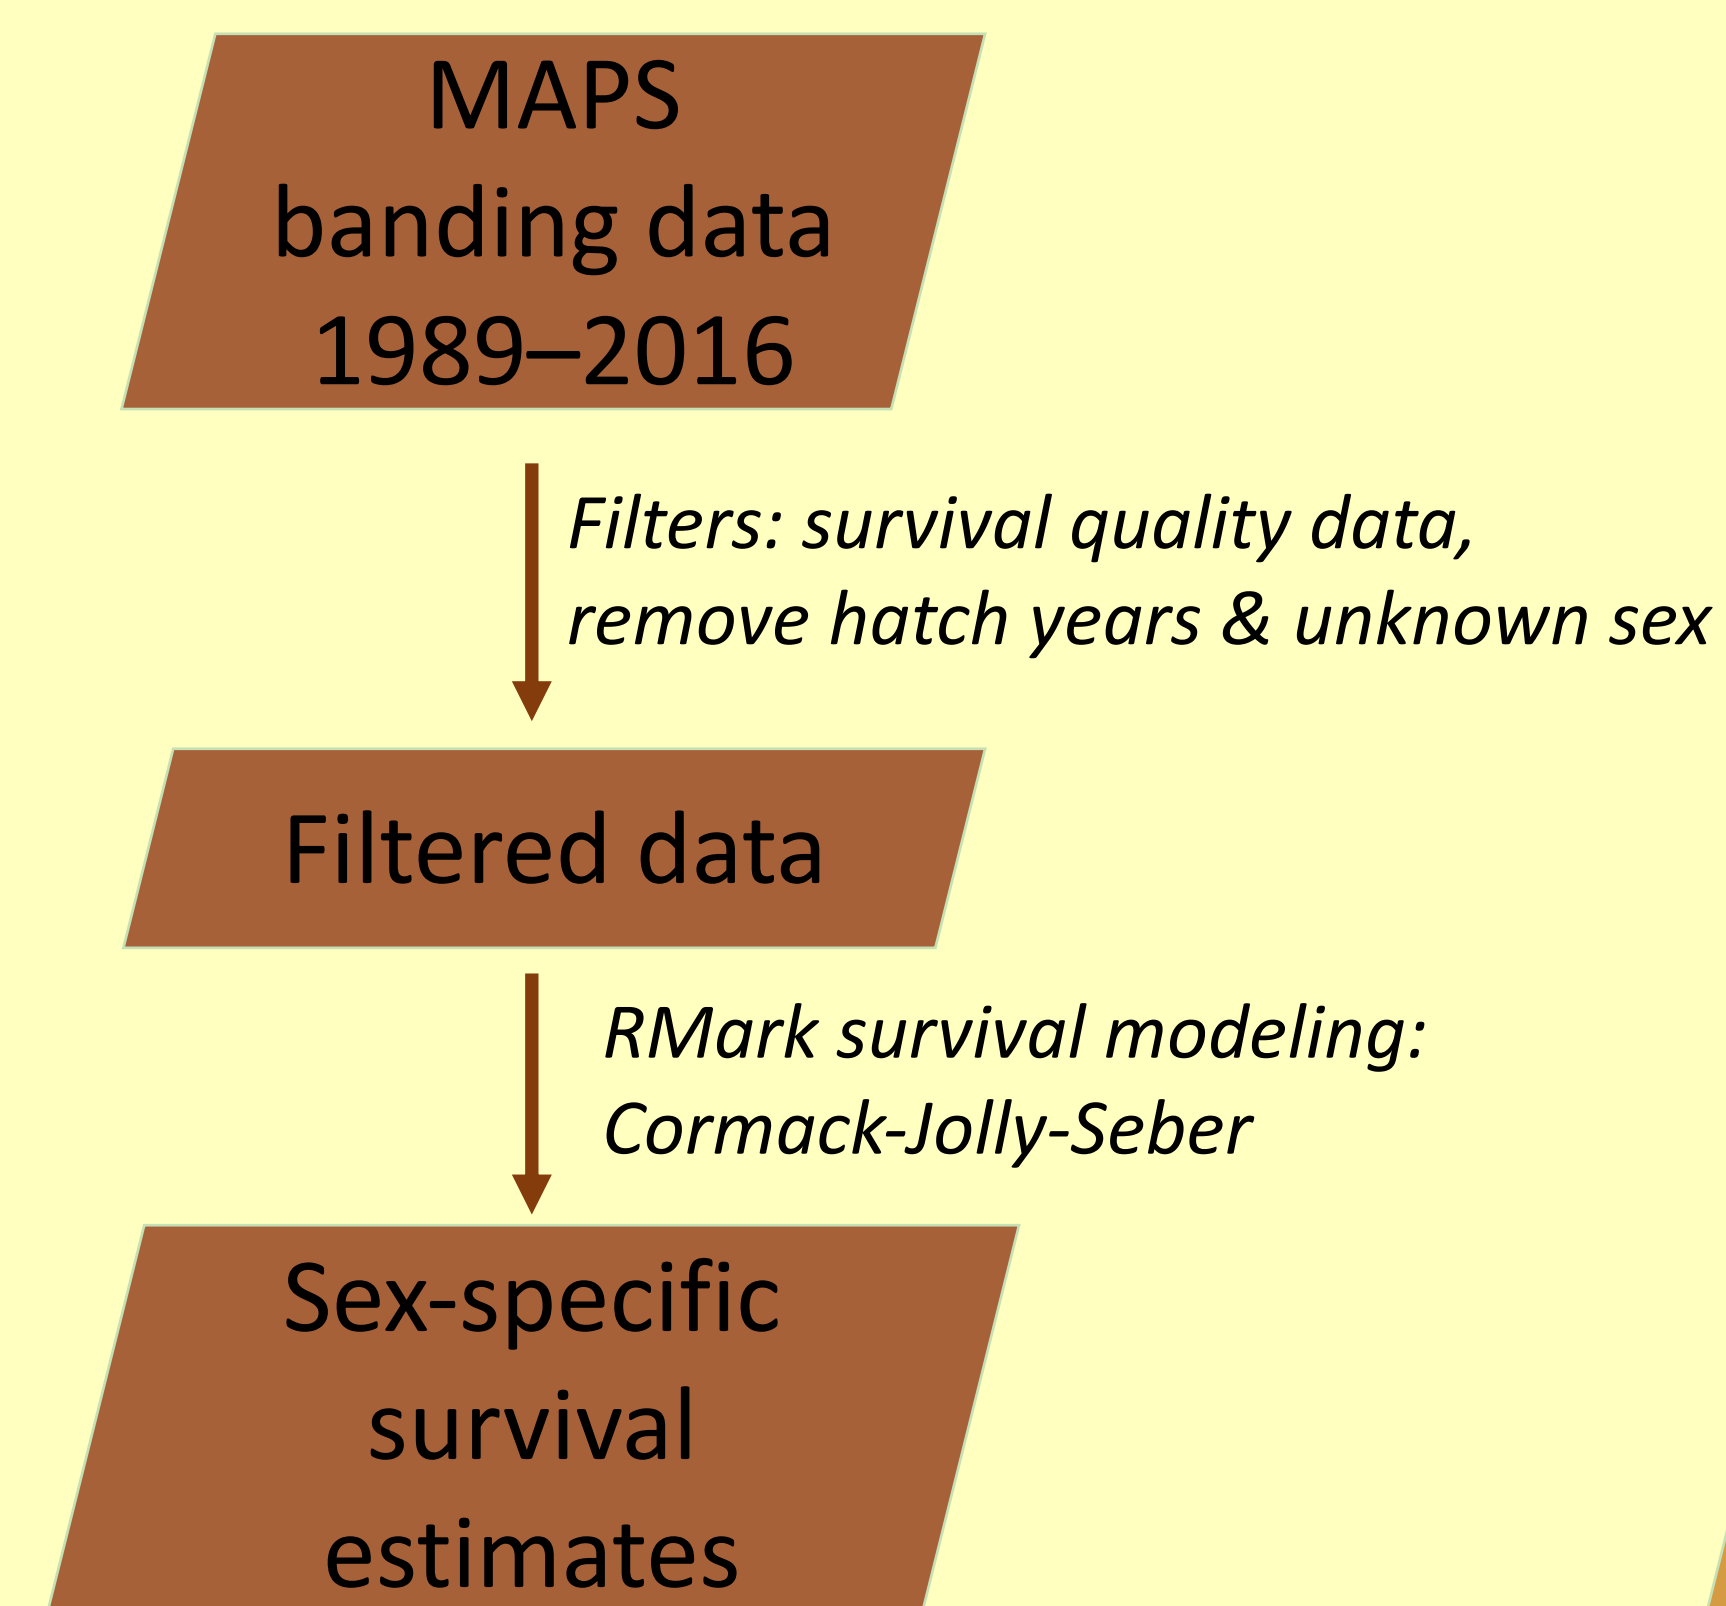 MAPS
banding data
1989–2016
Filters: survival quality data,
remove hatch years & unknown sex
Filtered data
RMark survival modeling:
Cormack-Jolly-Seber
Sex-specific
survival
estimates